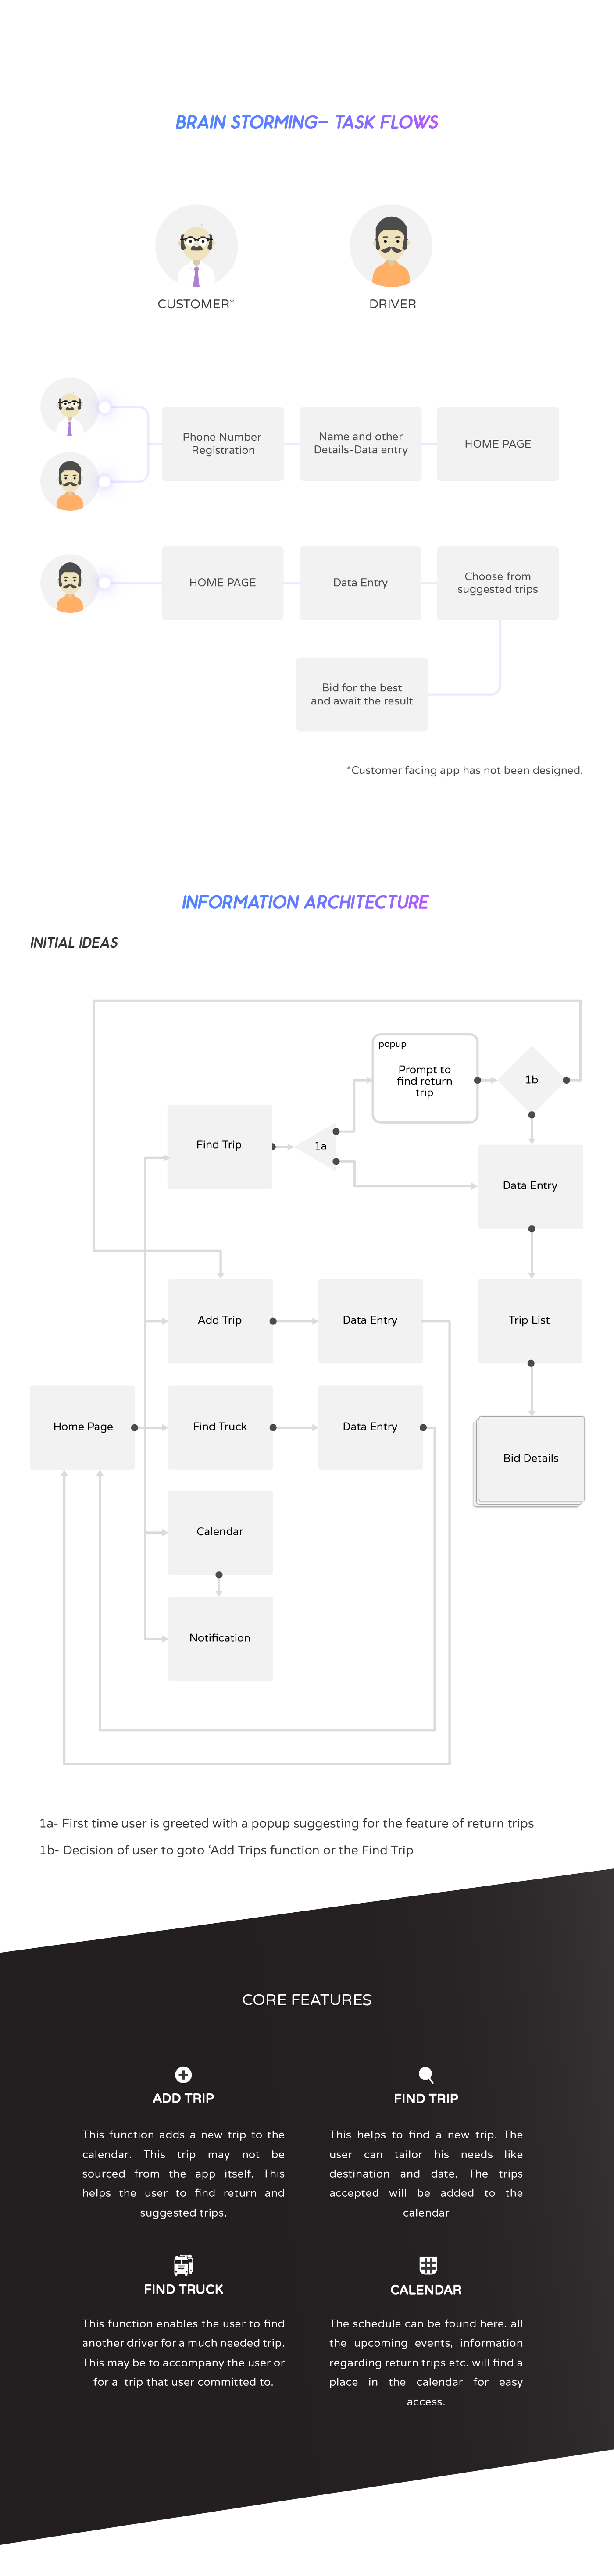 BRAIN STORMING– TASK FLOWS
CUSTOMER*
DRIVER
Phone Number
Registration
Name and other
Details-Data entry
HOME PAGE
HOME PAGE
Data Entry
Choose from
suggested trips
Bid for the best
and await the result
*Customer facing app has not been designed.
INFORMATION ARCHITECTURE
INITIAL IDEAS
popup
Prompt to
find return
trip
1b
Find Trip
1a
Data Entry
Add Trip
Data Entry
Trip List
Home Page
Find Truck
Data Entry
Bid Details
Calendar
Notification
1a- First time user is greeted with a popup suggesting for the feature of return trips
1b- Decision of user to goto ‘Add Trips function or the Find Trip
CORE FEATURES
ADD TRIP
This function adds a new trip to the
calendar. This trip may not be
sourced from the app itself. This
helps the user to find return and
suggested trips.
FIND TRIP
This helps to find a new trip. The
user can tailor his needs like
destination and date. The trips
accepted will be added to the
calendar
FIND TRUCK
This function enables the user to find
another driver for a much needed trip.
This may be to accompany the user or
for a trip that user committed to.
CALENDAR
The schedule can be found here. all
the upcoming events, information
regarding return trips etc. will find a
place in the calendar for easy
access.